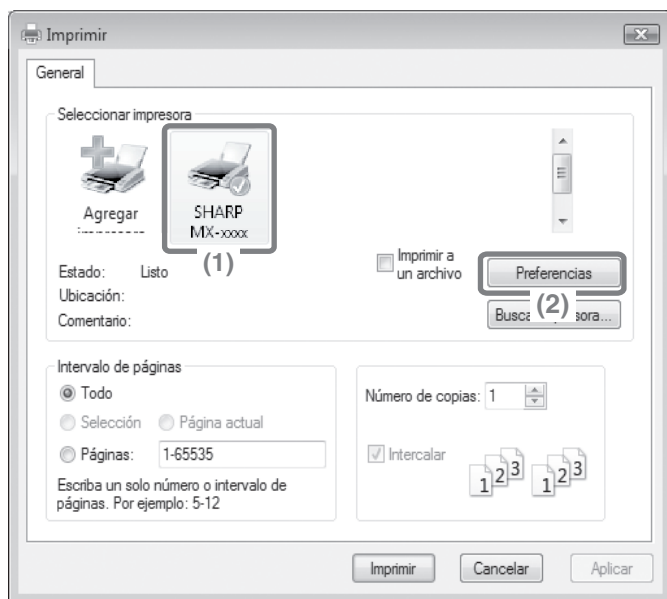 Imprimir
General
Seleccionar impresora
Agregar
SHARP
MX-xxxx
(1)
Estado: Listo
Ubicación:
Comentario:
Imprimir a
un archivo
Preferencias
(2)
Intervalo de páginas
Todo
Selección
Página actual
Páginas: 1-65535
Escriba un solo número o intervalo de
páginas. Por ejemplo: 5-12
Número de copias: 1
Intercalar
1 2 3 1 2 3
Imprimir
Cancelar
Aplicar